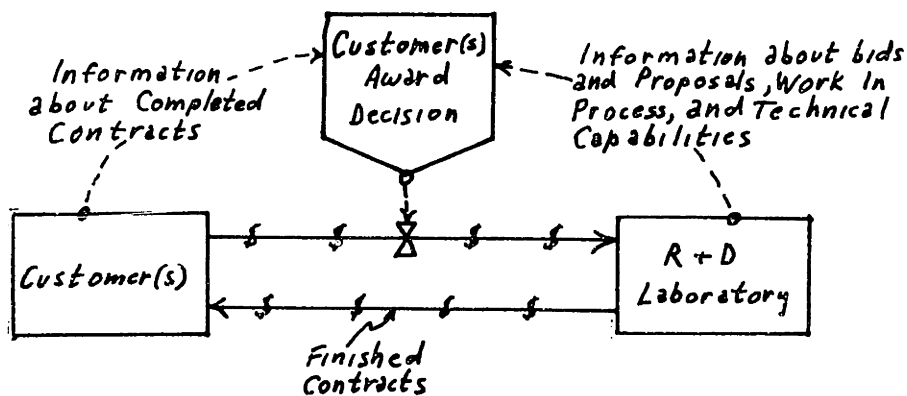 Customer(s)
Award
Decision
Information
about Completed
Contracts
Information about bids
and Proposals, Work In
Process, and Technical
Capabilities
$ $ $ $
Customer(s)
R + D
Laboratory
$ $ $ $
Finished
Contracts